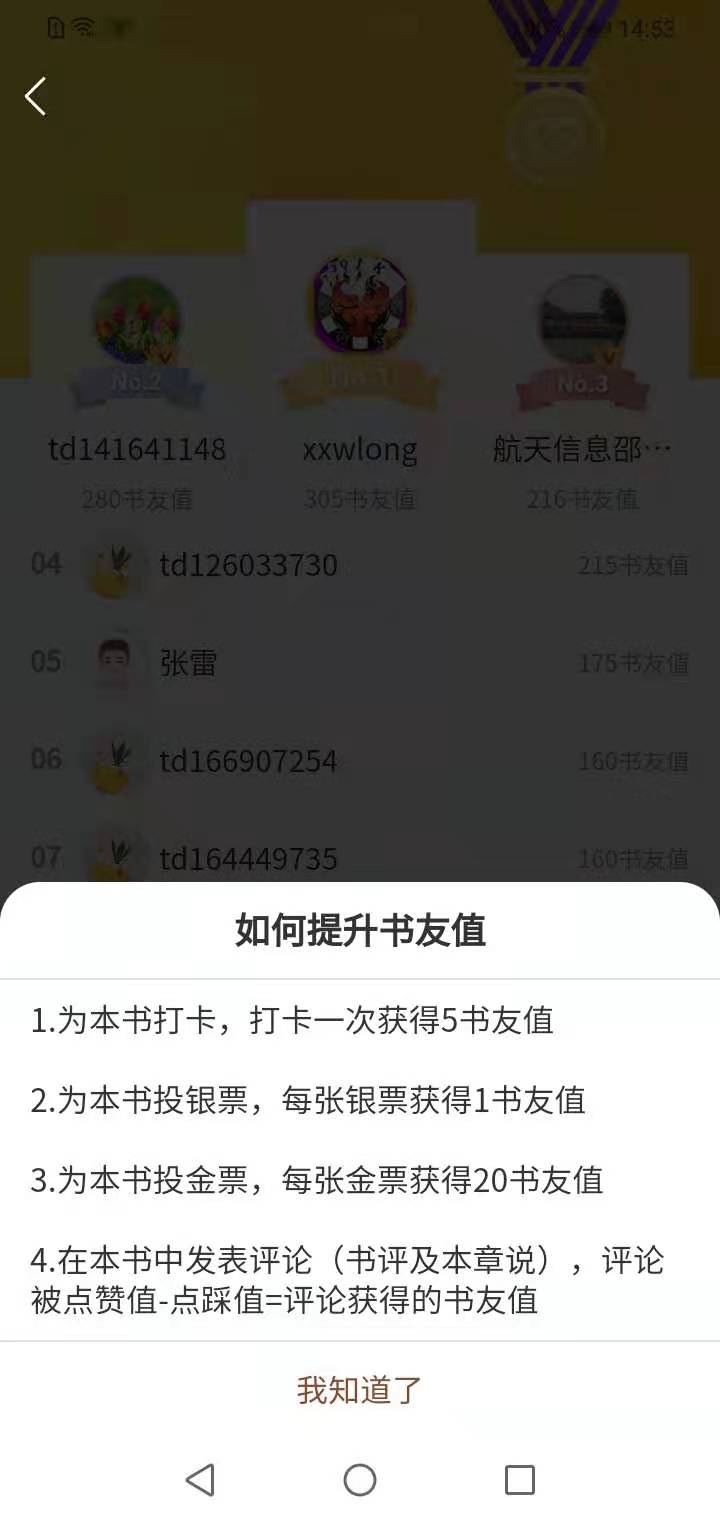 14:53
No.2
No.1
No.3
td141641148
xxwlong
航天信息邵…
280书友值
305书友值
216书友值
04
td126033730
215书友值
05
张雷
175书友值
06
td166907254
160书友值
07
td164449735
160书友值
如何提升书友值
1.为本书打卡，打卡一次获得5书友值
2.为本书投银票，每张银票获得1书友值
3.为本书投金票，每张金票获得20书友值
4.在本书中发表评论（书评及本章说），评论
被点赞值-点踩值=评论获得的书友值
我知道了